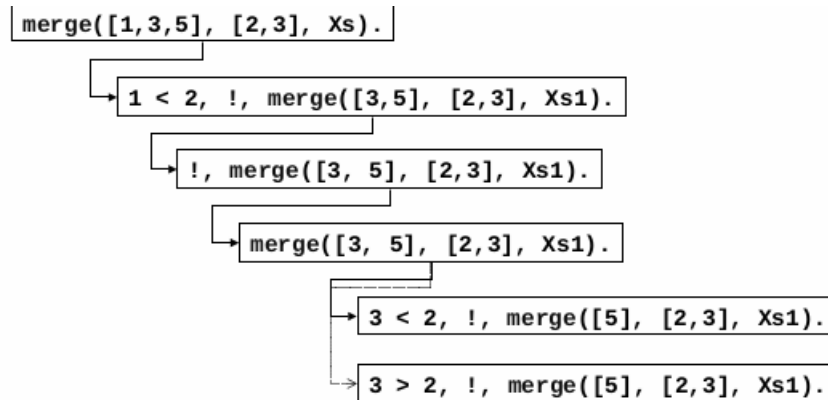 merge([1,3,5], [2,3], Xs).
1 < 2, !, merge([3,5], [2,3], Xs1).
!, merge([3, 5], [2,3], Xs1).
merge([3, 5], [2,3], Xs1).
3 < 2, !, merge([5], [2,3], Xs1).
3 > 2, !, merge([5], [2,3], Xs1).